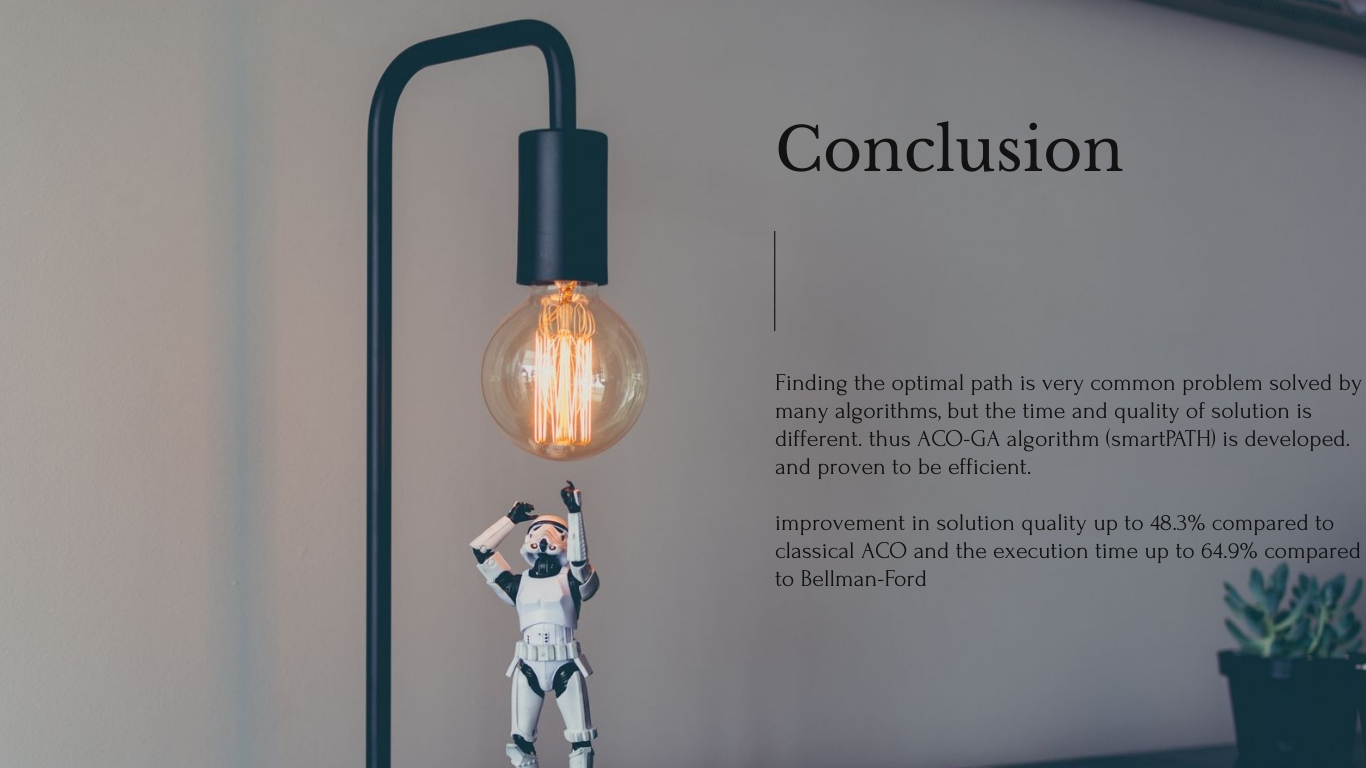 Conclusion
Finding the optimal path is very common problem solved by
many algorithms, but the time and quality of solution is
different. thus ACO-GA algorithm (smartPATH) is developed.
and proven to be efficient.
improvement in solution quality up to 48.3% compared to
classical ACO and the execution time up to 64.9% compared
to Bellman-Ford